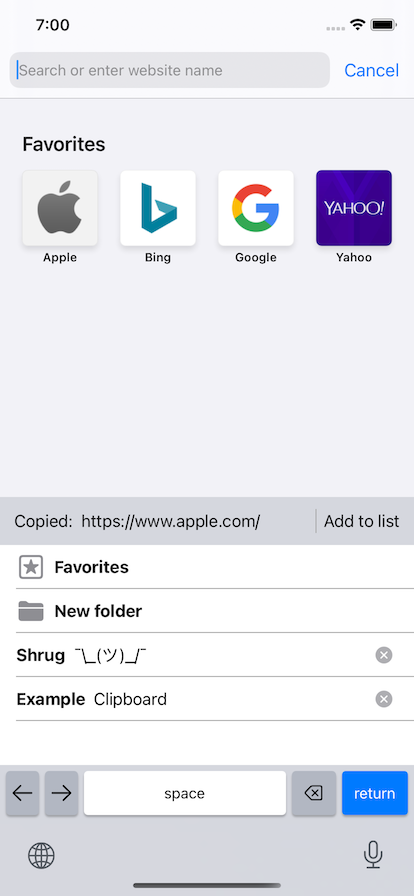 7:00
Search or enter website name
Cancel
Favorites
YAHOO!
Apple
Bing
Google
Yahoo
Copied: https://www.apple.com/
Add to list
Favorites
New folder
Shrug ¯\_(ツ)_/¯
Example Clipboard
space
return